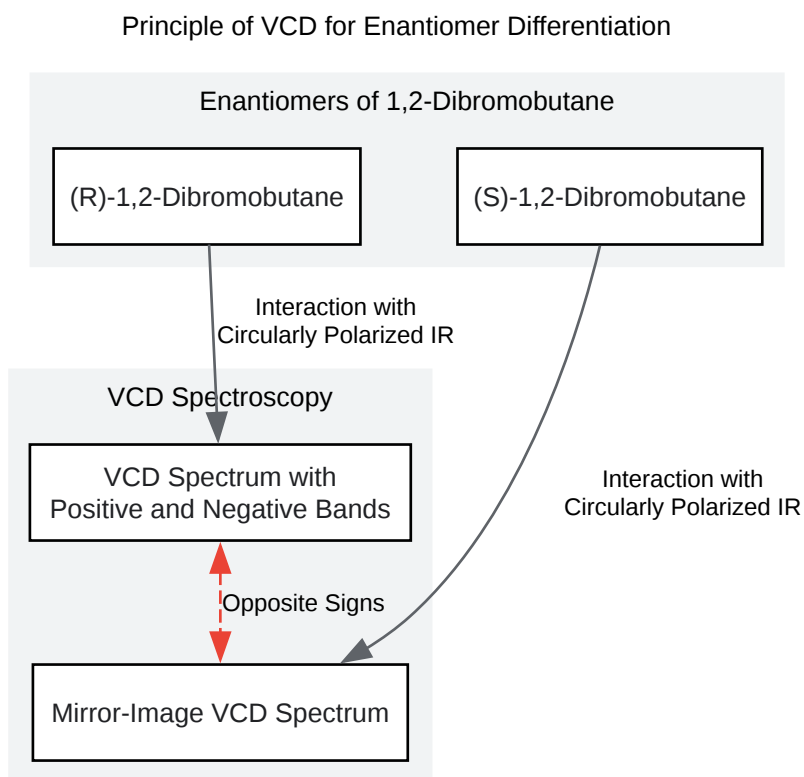 Principle of VCD for Enantiomer Differentiation
Enantiomers of 1,2-Dibromobutane
(R)-1,2-Dibromobutane
(S)-1,2-Dibromobutane
Interaction with
Circularly Polarized IR
VCD Spectroscopy
VCD Spectrum with
Positive and Negative Bands
Interaction with
Circularly Polarized IR
Opposite Signs
Mirror-Image VCD Spectrum